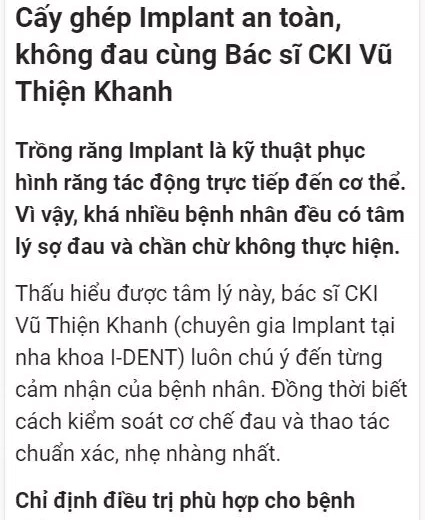 Cấy ghép Implant an toàn,
không đau cùng Bác sĩ CKI Vũ
Thiện Khanh
Trồng răng Implant là kỹ thuật phục
hình răng tác động trực tiếp đến cơ thể.
Vì vậy, khá nhiều bệnh nhân đều có tâm
lý sợ đau và chần chừ không thực hiện.
Thấu hiểu được tâm lý này, bác sĩ CKI
Vũ Thiện Khanh (chuyên gia Implant tại
nha khoa I-DENT) luôn chú ý đến từng
cảm nhận của bệnh nhân. Đồng thời biết
cách kiểm soát cơ chế đau và thao tác
chuẩn xác, nhẹ nhàng nhất.
Chỉ định điều trị phù hợp cho bệnh